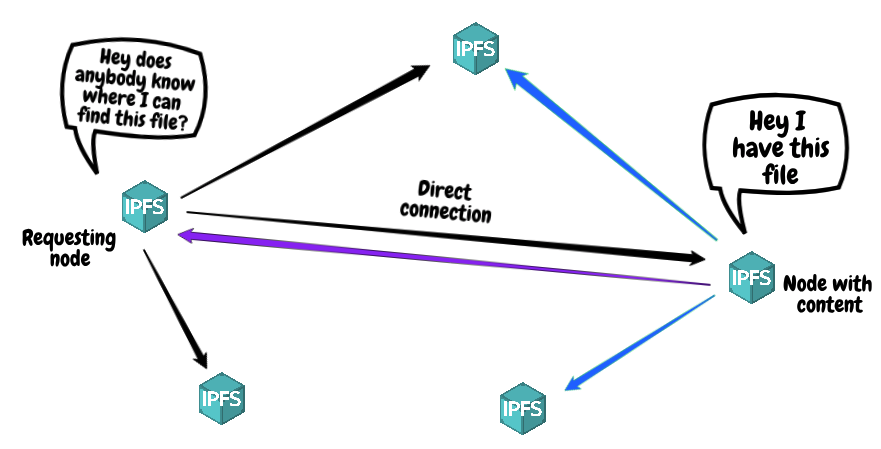 IPFS
Hey does
anybody know
where I can
find this file?
Hey I
have this
file
Direct
connection
IPFS
Requesting
node
IPFS
Node with
content
IPFS
IPFS